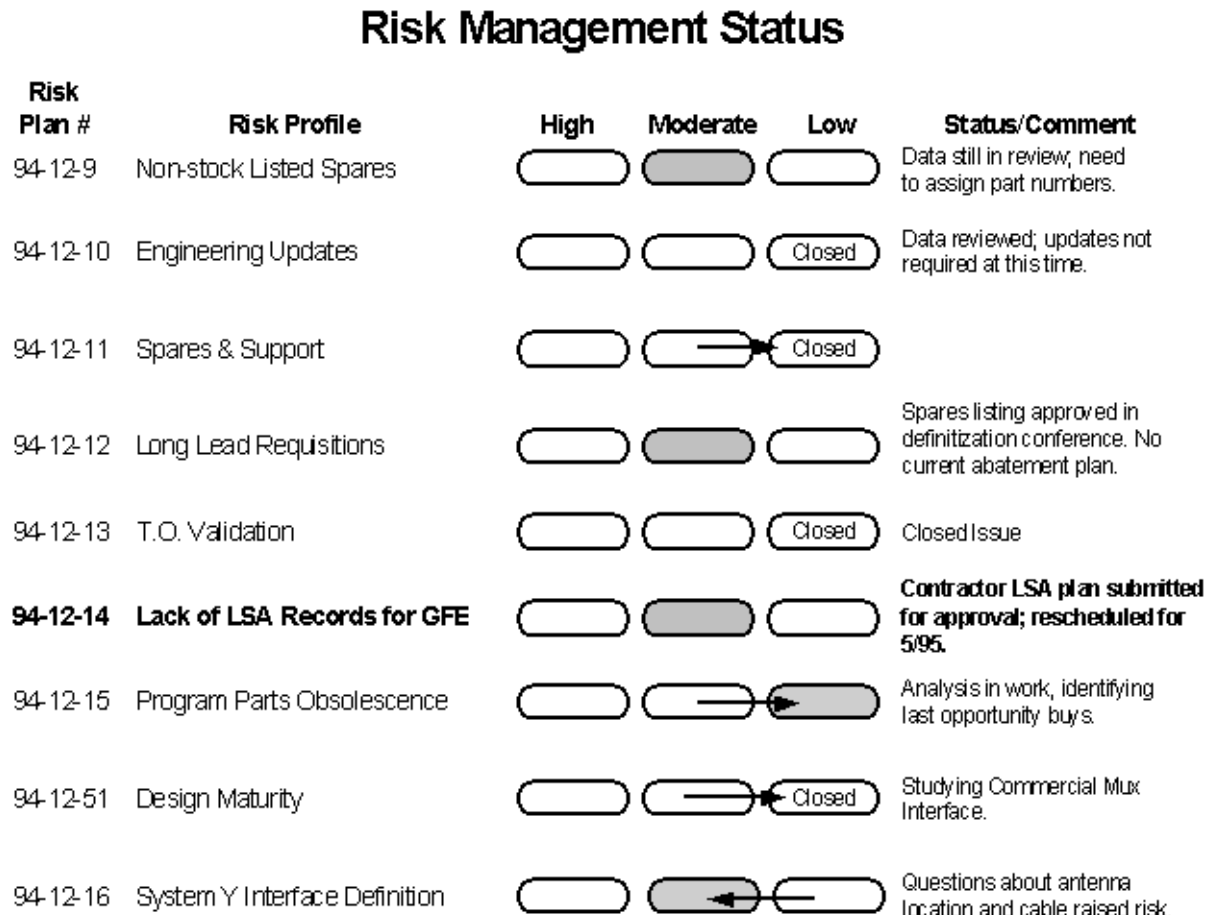 Risk Management Status
Risk
Plan # Risk Profile High Moderate Low Status/Comment
94-12-9 Non-stock Listed Spares Data still in review; need
to assign part numbers.
94-12-10 Engineering Updates Closed Data reviewed; updates not
required at this time.
94-12-11 Spares & Support Closed
Spares listing approved in
94-12-12 Long Lead Requisitions definitization conference. No
current abatement plan.
94-12-13 T.O. Validation Closed Closed Issue
Contractor LSA plan submitted
94-12-14 Lack of LSA Records for GFE for approval; rescheduled for
5/95.
94-12-15 Program Parts Obsolescence Analysis in work, identifying
last opportunity buys.
94-12-51 Design Maturity Closed Studying Commercial Mux
Interface.
94-12-16 System Y Interface Definition Questions about antenna
location and cable raised risk